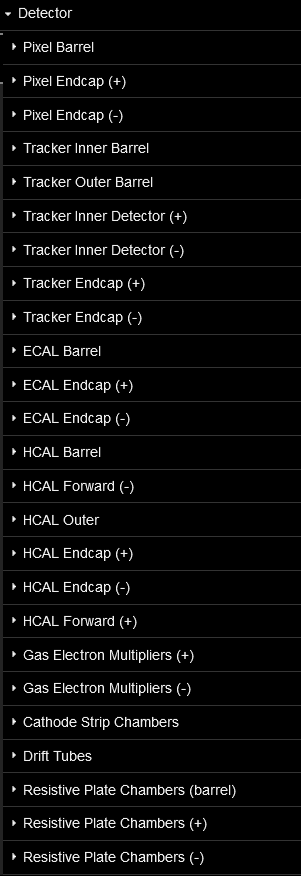 Detector
Pixel Barrel
Pixel Endcap (+)
Pixel Endcap (-)
Tracker Inner Barrel
Tracker Outer Barrel
Tracker Inner Detector (+)
Tracker Inner Detector (-)
Tracker Endcap (+)
Tracker Endcap (-)
ECAL Barrel
ECAL Endcap (+)
ECAL Endcap (-)
HCAL Barrel
HCAL Forward (-)
HCAL Outer
HCAL Endcap (+)
HCAL Endcap (-)
HCAL Forward (+)
Gas Electron Multipliers (+)
Gas Electron Multipliers (-)
Cathode Strip Chambers
Drift Tubes
Resistive Plate Chambers (barrel)
Resistive Plate Chambers (+)
Resistive Plate Chambers (-)